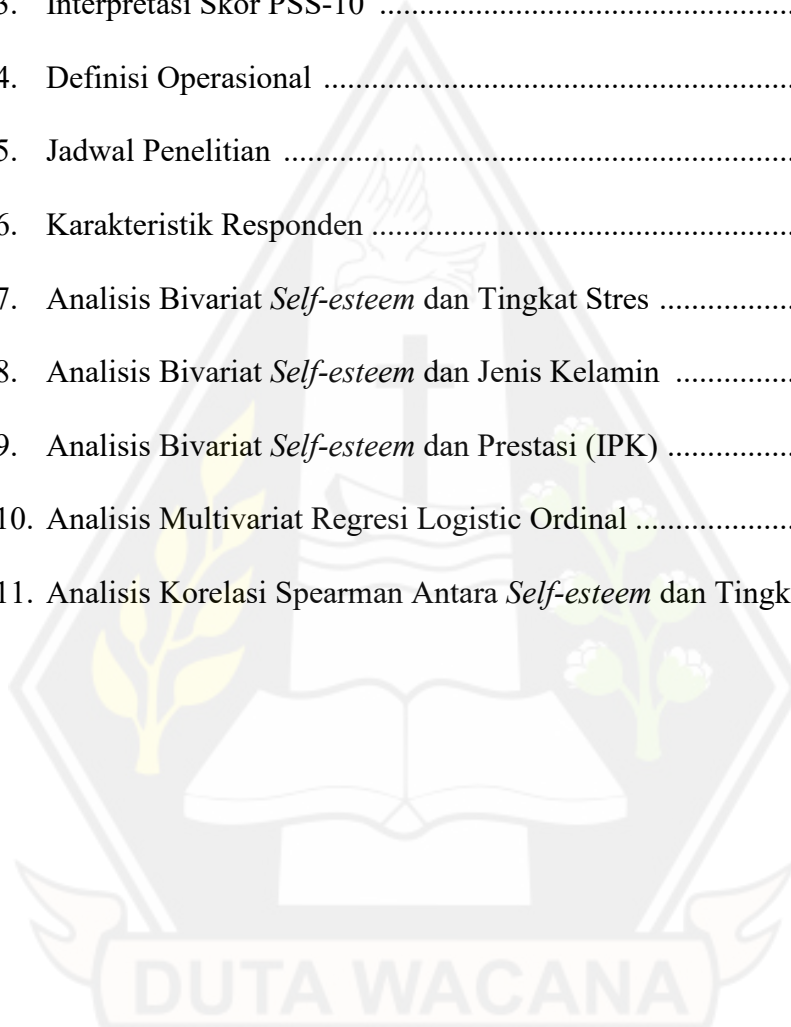 3. Interpretasi Skor PSS-10 ..........................................................
4. Definisi Operasional ................................................................
5. Jadwal Penelitian .....................................................................
6. Karakteristik Responden ..........................................................
7. Analisis Bivariat Self-esteem dan Tingkat Stres ..................
8. Analisis Bivariat Self-esteem dan Jenis Kelamin ................
9. Analisis Bivariat Self-esteem dan Prestasi (IPK) .................
10. Analisis Multivariat Regresi Logistic Ordinal .....................
11. Analisis Korelasi Spearman Antara Self-esteem dan Tingk
DUTA WACANA